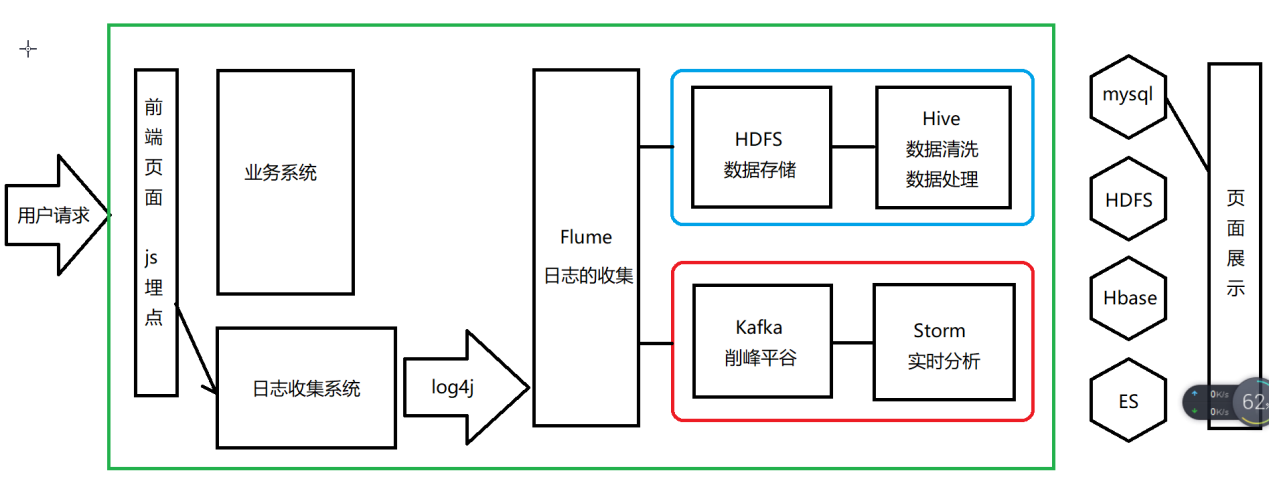 用户请求
前
端
页
面
js
埋
点
业务系统
日志收集系统
log4j
Flume
日志的收集
HDFS
数据存储
Hive
数据清洗
数据处理
Kafka
削峰平谷
Storm
实时分析
mysql
HDFS
Hbase
ES
页
面
展
示
0K/s
0K/s
62